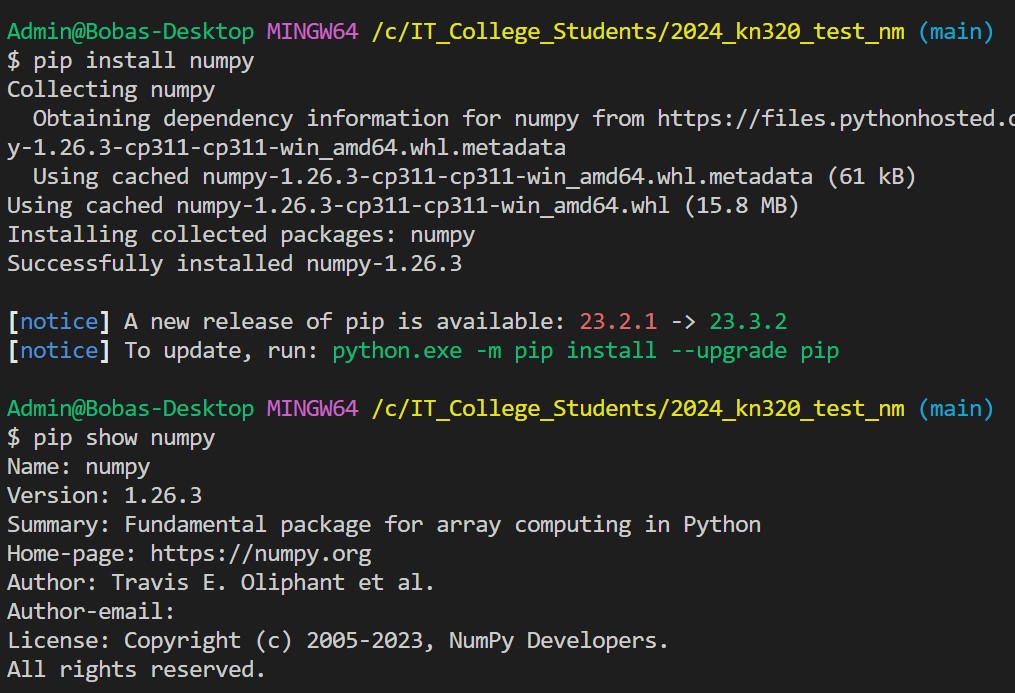 Admin@Bobas-Desktop MINGW64 /c/IT_College_Students/2024_kn320_test_nm (main)
$ pip install numpy
Collecting numpy
  Obtaining dependency information for numpy from https://files.pythonhosted.
y-1.26.3-cp311-cp311-win_amd64.whl.metadata
  Using cached numpy-1.26.3-cp311-cp311-win_amd64.whl.metadata (61 kB)
Using cached numpy-1.26.3-cp311-cp311-win_amd64.whl (15.8 MB)
Installing collected packages: numpy
Successfully installed numpy-1.26.3

[notice] A new release of pip is available: 23.2.1 -> 23.3.2
[notice] To update, run: python.exe -m pip install --upgrade pip

Admin@Bobas-Desktop MINGW64 /c/IT_College_Students/2024_kn320_test_nm (main)
$ pip show numpy
Name: numpy
Version: 1.26.3
Summary: Fundamental package for array computing in Python
Home-page: https://numpy.org
Author: Travis E. Oliphant et al.
Author-email:
License: Copyright (c) 2005-2023, NumPy Developers.
All rights reserved.